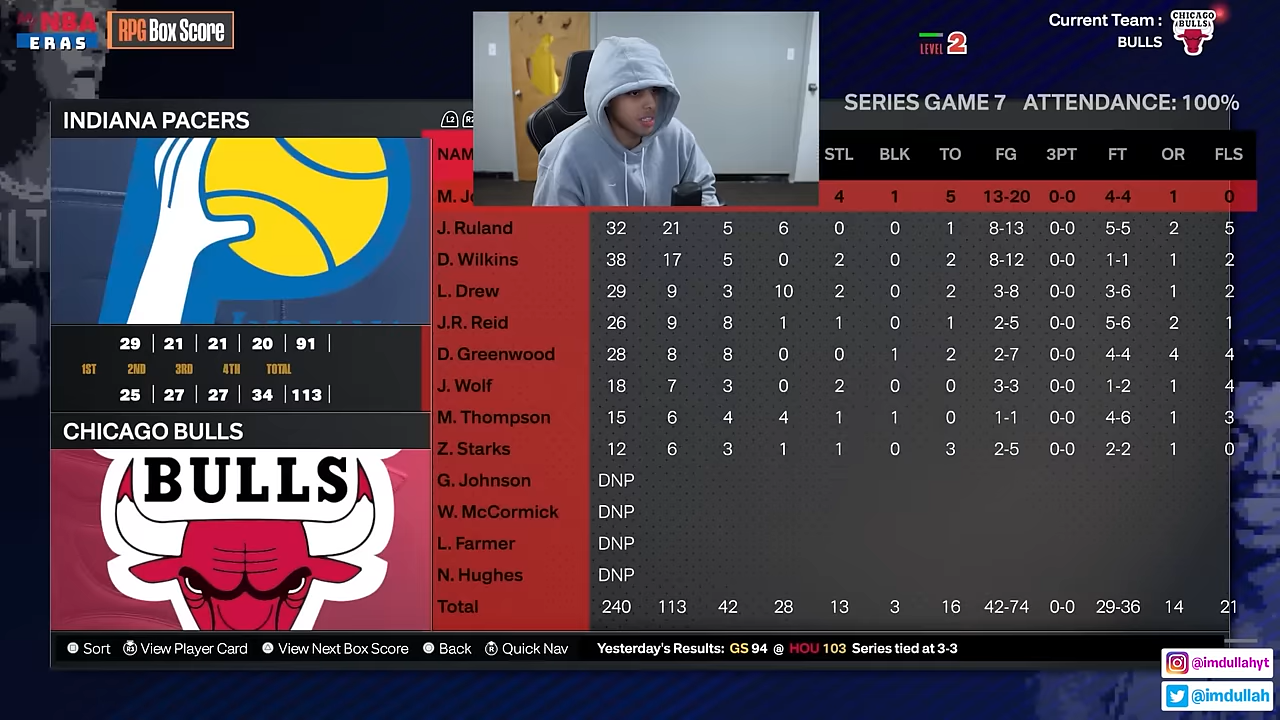 NBA
ERAS
RPG Box Score
LEVEL 2
Current Team :
BULLS
CHICAGO
BULLS
SERIES GAME 7 ATTENDANCE: 100%
INDIANA PACERS
L2
STL BLK TO FG 3PT FT OR FLS
4 1 5 13-20 0-0 4-4 1 0
J. Ruland 32 21 5 6 0 0 1 8-13 0-0 5-5 2 5
D. Wilkins 38 17 5 0 2 0 2 8-12 0-0 1-1 1 2
L. Drew 29 9 3 10 2 0 2 3-8 0-0 3-6 1 2
J.R. Reid 26 9 8 1 1 0 1 2-5 0-0 5-6 2 1
D. Greenwood 28 8 8 0 0 1 2 2-7 0-0 4-4 4 4
J. Wolf 18 7 3 0 2 0 0 3-3 0-0 1-2 1 4
M. Thompson 15 6 4 4 1 1 0 1-1 0-0 4-6 1 3
Z. Starks 12 6 3 1 1 0 3 2-5 0-0 2-2 1 0
G. Johnson DNP
W. McCormick DNP
L. Farmer DNP
N. Hughes DNP
Total 240 113 42 28 13 3 16 42-74 0-0 29-36 14 21
29 21 21 20 91
1ST 2ND 3RD 4TH TOTAL
25 27 27 34 113
CHICAGO BULLS
BULLS
Sort View Player Card View Next Box Score Back Quick Nav
Yesterday's Results: GS 94 @ HOU 103 Series tied at 3-3
@imdullahyt
@imdullah